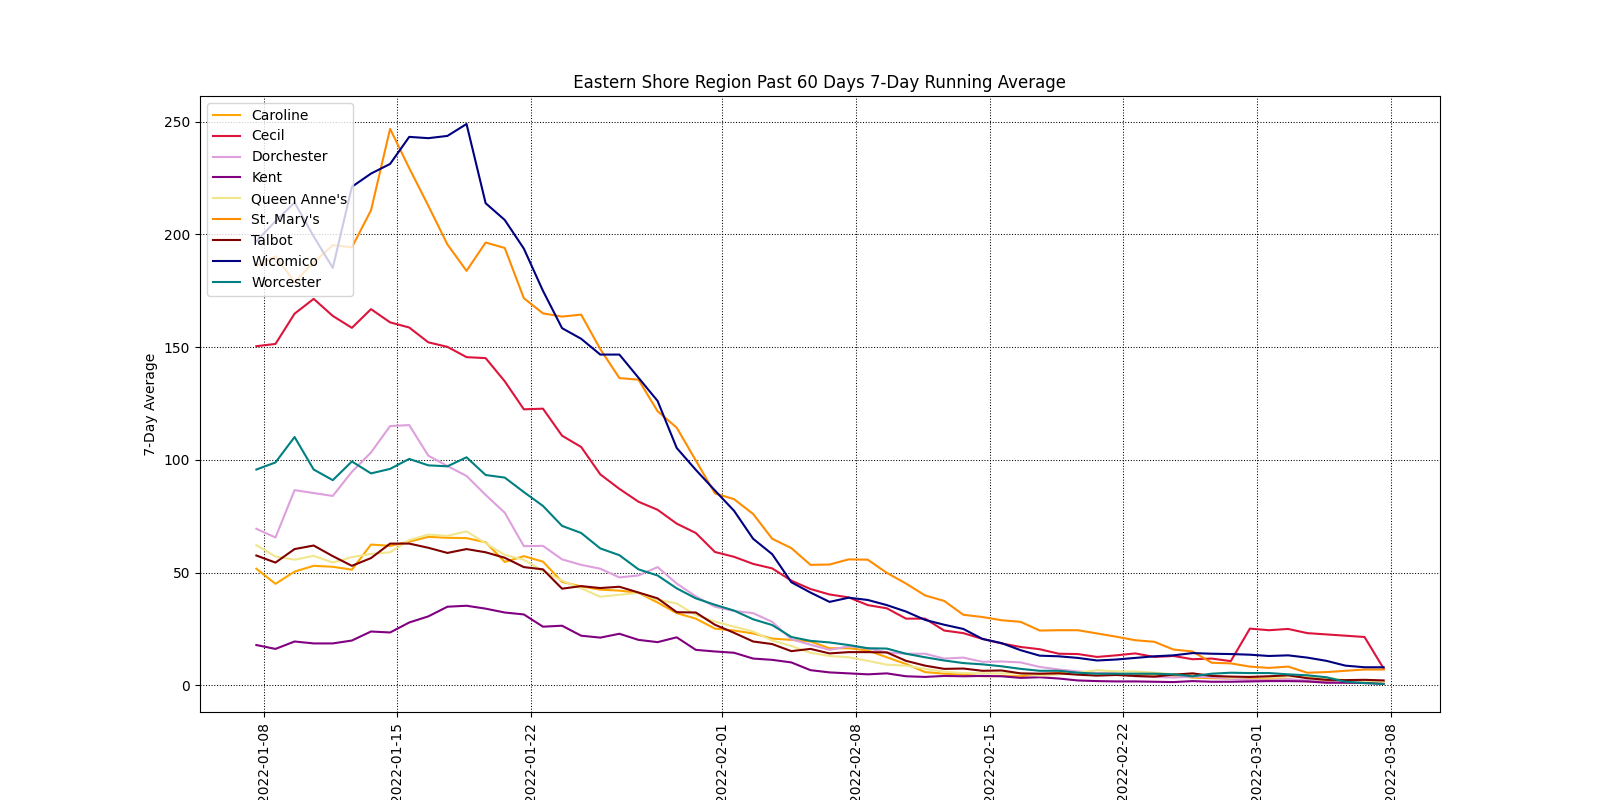 Eastern Shore Region Past 60 Days 7-Day Running Average
250
200
150
100
50
0
7-Day Average
Caroline
Cecil
Dorchester
Kent
Queen Anne's
St. Mary's
Talbot
Wicomico
Worcester
2022-01-08
2022-01-15
2022-01-22
2022-02-01
2022-02-08
2022-02-15
2022-02-22
2022-03-01
2022-03-08